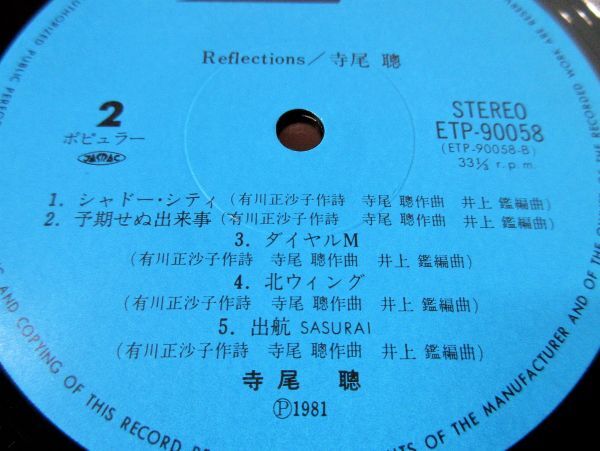 Reflections/寺尾 聰
2
ポピュラー
JASRAC
STEREO
ETP-90058
(ETP-90058-B)
33⅓ r.p.m.
1. シャドー・シティ (有川正沙子作詩 寺尾 聰作曲 井上 鑑編曲)
2. 予期せぬ出来事 (有川正沙子作詩 寺尾 聰作曲 井上 鑑編曲)
3. ダイヤルM
(有川正沙子作詩 寺尾 聰作曲 井上 鑑編曲)
4. 北ウィング
(有川正沙子作詩 寺尾 聰作曲 井上 鑑編曲)
5. 出航 SASURAI
(有川正沙子作詩 寺尾 聰作曲 井上 鑑編曲)
寺尾 聰
Ⓟ1981
AND COPYING OF THIS RECORD
OF THE MANUFACTURER AND OF THE
RECORDED WORK ARE
PUBLIC